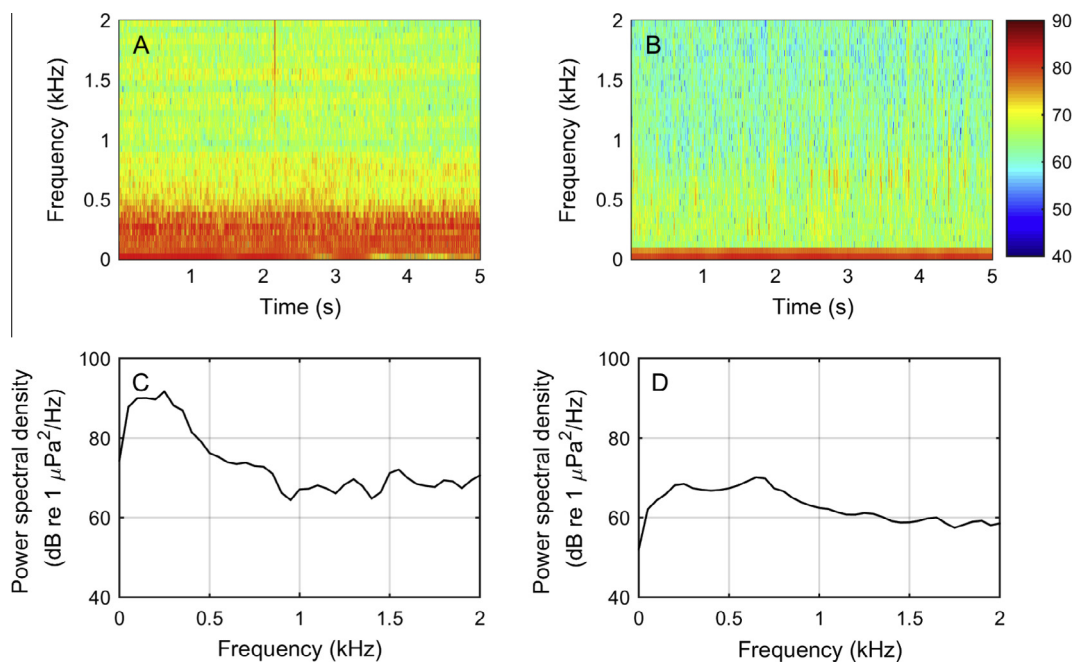 A
Frequency (kHz)
2
1.5
1
0.5
0
1 2 3 4 5
Time (s)
B
Frequency (kHz)
2
1.5
1
0.5
0
0 1 2 3 4 5
Time (s)
90
80
70
60
50
40
C
Power spectral density
(dB re 1 μPa²/Hz)
100
80
60
40
0 0.5 1 1.5 2
Frequency (kHz)
D
Power spectral density
(dB re 1 μPa²/Hz)
100
80
60
40
0 0.5 1 1.5 2
Frequency (kHz)